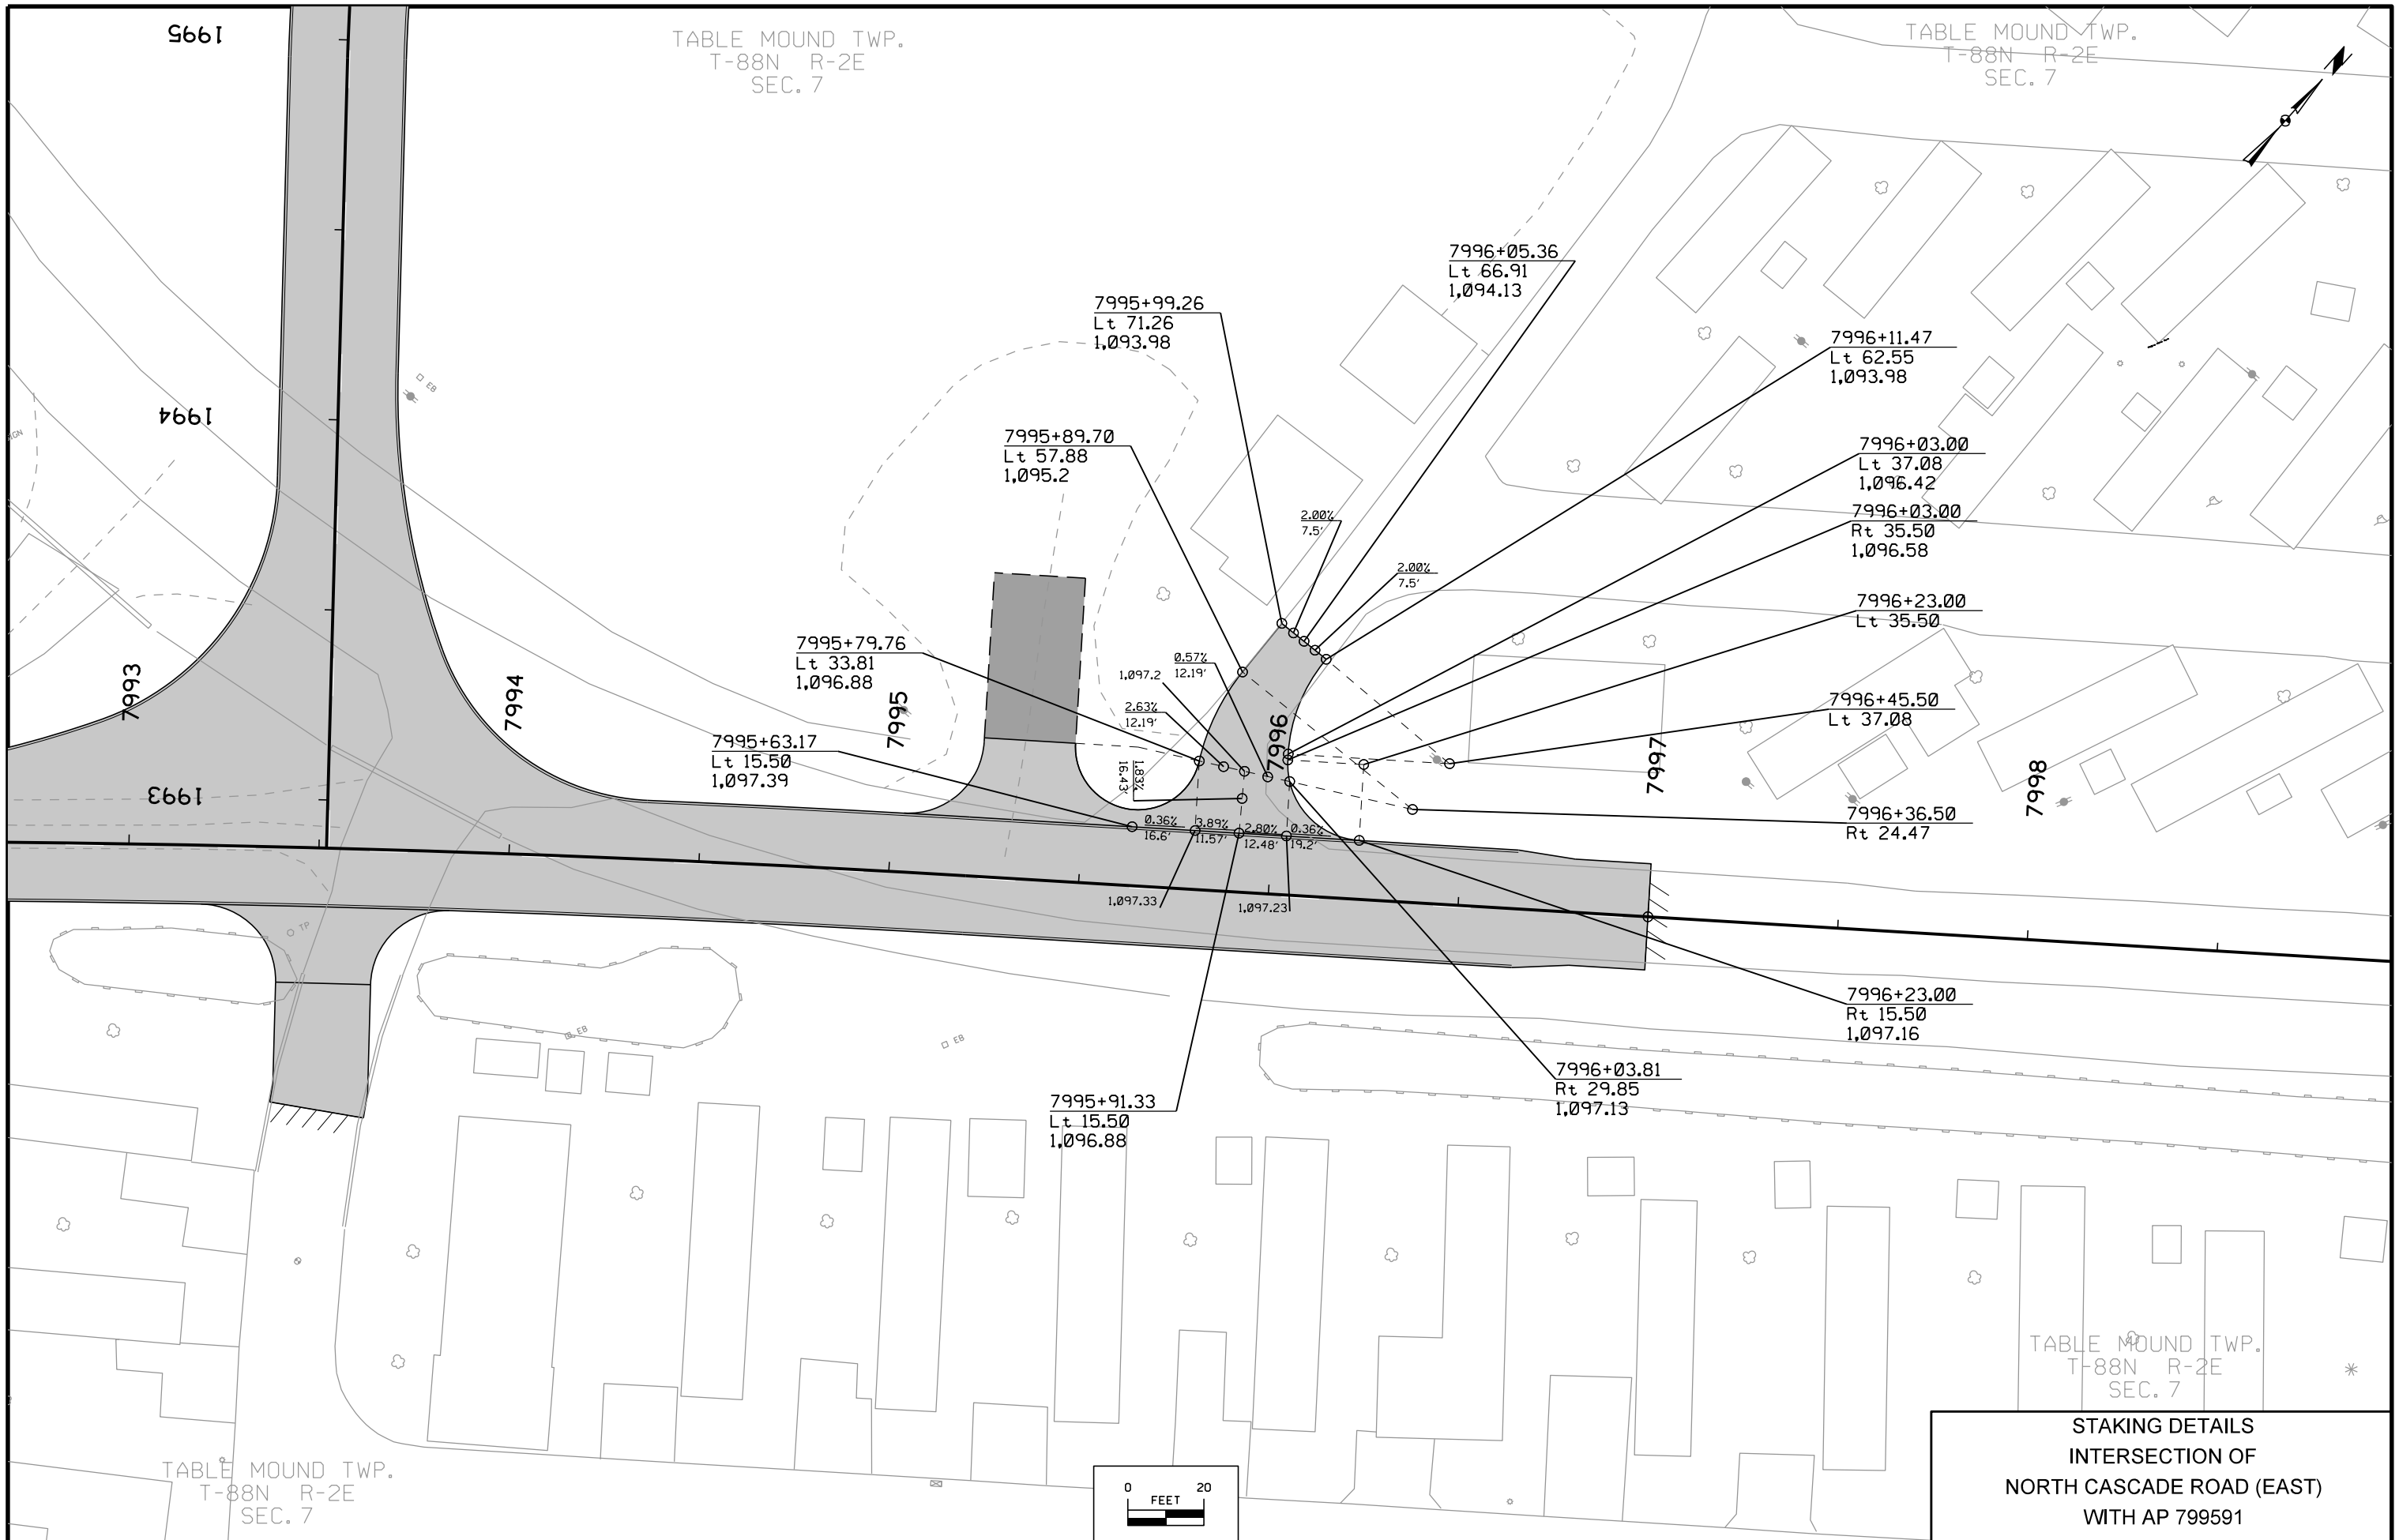 1995
TABLE MOUND TWP.
T-88N R-2E
SEC. 7
TABLE MOUND TWP.
T-88N R-2E
SEC. 7
7996+05.36
Lt 66.91
1,094.13
7995+99.26
Lt 71.26
1,093.98
7996+11.47
Lt 62.55
1,093.98
EB
1994
7995+89.70
Lt 57.88
1,095.2
7996+03.00
Lt 37.08
1,096.42
2.00%
7.5'
7996+03.00
Rt 35.50
1,096.58
2.00%
7.5'
7996+23.00
Lt 35.50
7995+79.76
Lt 33.81
1,096.88
0.57%
12.19'
1,097.2
2.63%
12.19'
7996+45.50
Lt 37.08
7993
7994
7995
7996
7997
7998
7995+63.17
Lt 15.50
1,097.39
1.83%
16.43'
1993
7996+36.50
Rt 24.47
0.36%
16.6'
3.89%
11.57'
2.80%
12.48'
0.36%
19.2'
1,097.33
1,097.23
TP
EB
EB
7996+23.00
Rt 15.50
1,097.16
7996+03.81
Rt 29.85
1,097.13
7995+91.33
Lt 15.50
1,096.88
TABLE MOUND TWP.
T-88N R-2E
SEC. 7
TABLE MOUND TWP.
T-88N R-2E
SEC. 7
0 20
FEET
STAKING DETAILS
INTERSECTION OF
NORTH CASCADE ROAD (EAST)
WITH AP 799591